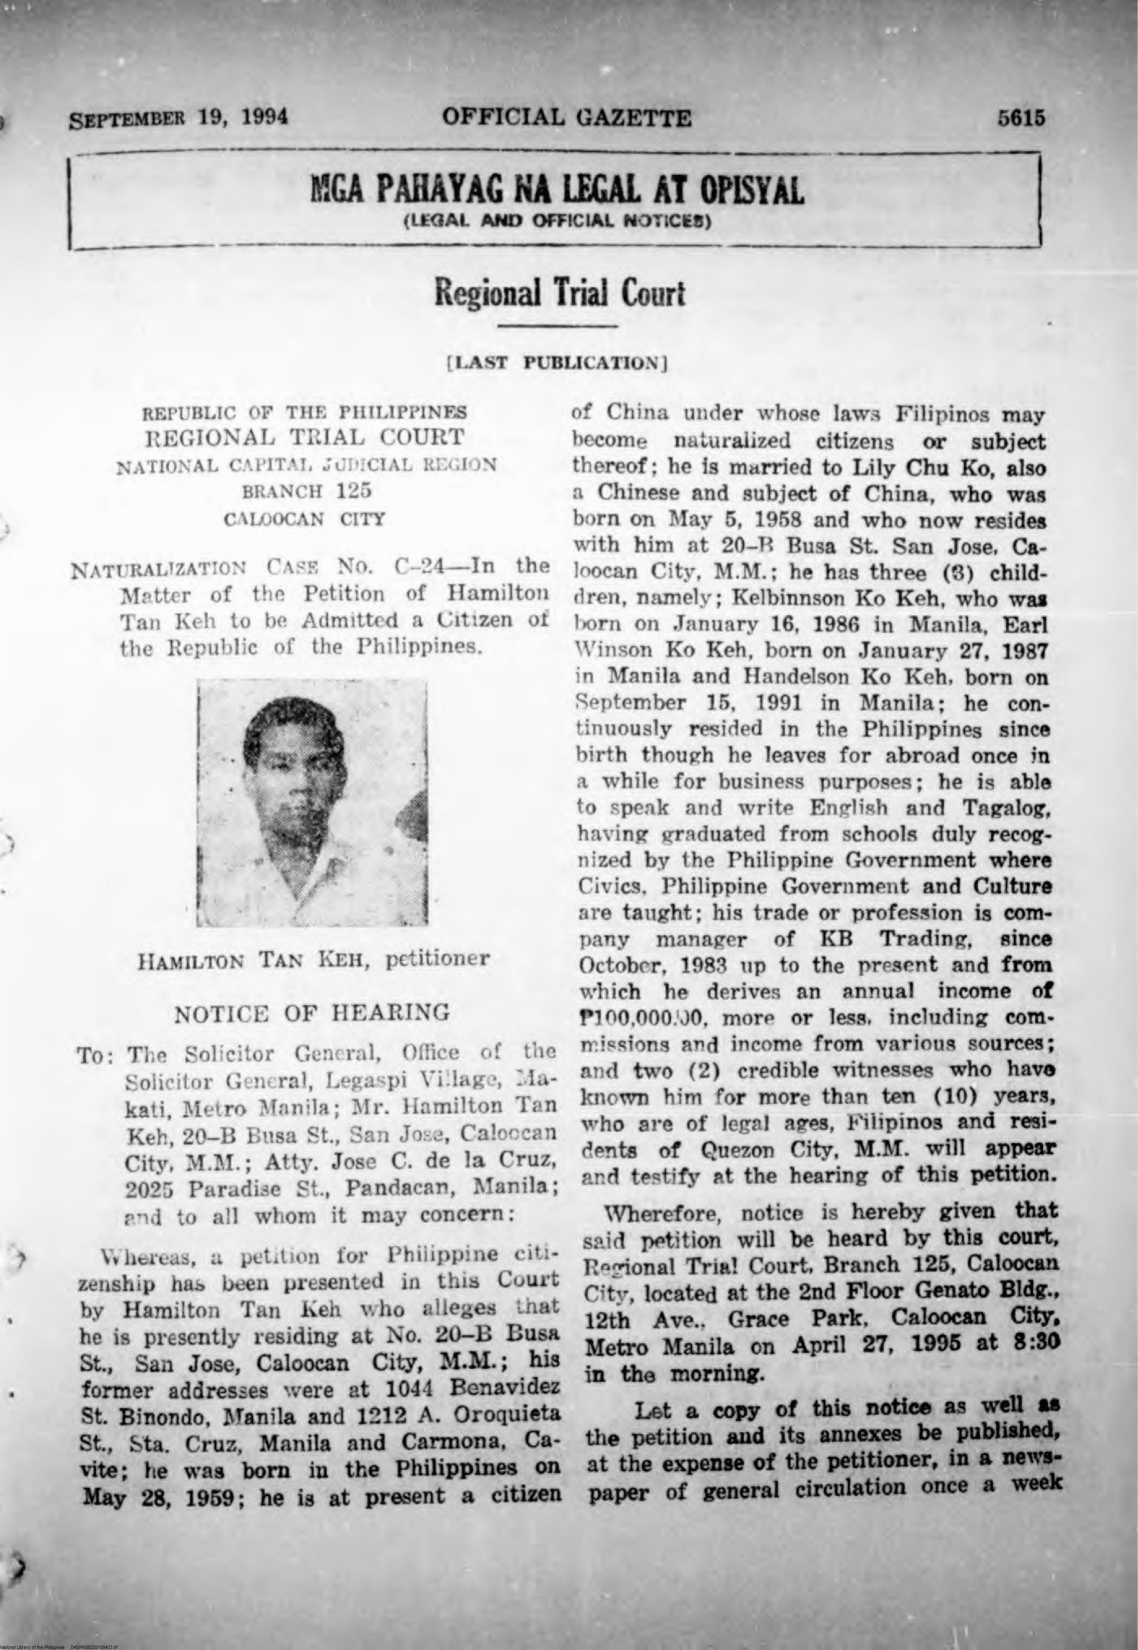 SEPTEMBER 19, 1994 OFFICIAL GAZETTE 5615
MGA PAHAYAG NA LEGAL AT OPISYAL
(LEGAL AND OFFICIAL NOTICES)
Regional Trial Court
[LAST PUBLICATION]
REPUBLIC OF THE PHILIPPINES
REGIONAL TRIAL COURT
NATIONAL CAPITAL JUDICIAL REGION
BRANCH 125
CALOOCAN CITY
NATURALIZATION CASE NO. C-24—In the
Matter of the Petition of Hamilton
Tan Keh to be Admitted a Citizen of
the Republic of the Philippines.
HAMILTON TAN KEH, petitioner
NOTICE OF HEARING
To: The Solicitor General, Office of the
Solicitor General, Legaspi Village, Ma-
kati, Metro Manila; Mr. Hamilton Tan
Keh, 20-B Busa St., San Jose, Caloocan
City, M.M.; Atty. Jose C. de la Cruz,
2025 Paradise St., Pandacan, Manila;
and to all whom it may concern:
Whereas, a petition for Philippine citi-
zenship has been presented in this Court
by Hamilton Tan Keh who alleges that
he is presently residing at No. 20-B Busa
St., San Jose, Caloocan City, M.M.; his
former addresses were at 1044 Benavidez
St. Binondo, Manila and 1212 A. Oroquieta
St., Sta. Cruz, Manila and Carmona, Ca-
vite; he was born in the Philippines on
May 28, 1959; he is at present a citizen
of China under whose laws Filipinos may
become naturalized citizens or subject
thereof; he is married to Lily Chu Ko, also
a Chinese and subject of China, who was
born on May 5, 1958 and who now resides
with him at 20-B Busa St. San Jose, Ca-
loocan City, M.M.; he has three (3) child-
dren, namely; Kelbinnson Ko Keh, who was
born on January 16, 1986 in Manila, Earl
Winson Ko Keh, born on January 27, 1987
in Manila and Handelson Ko Keh, born on
September 15, 1991 in Manila; he con-
tinuously resided in the Philippines since
birth though he leaves for abroad once in
a while for business purposes; he is able
to speak and write English and Tagalog,
having graduated from schools duly recog-
nized by the Philippine Government where
Civics, Philippine Government and Culture
are taught; his trade or profession is com-
pany manager of KB Trading, since
October, 1983 up to the present and from
which he derives an annual income of
₱100,000.00, more or less, including com-
missions and income from various sources;
and two (2) credible witnesses who have
known him for more than ten (10) years,
who are of legal ages, Filipinos and resi-
dents of Quezon City, M.M. will appear
and testify at the hearing of this petition.
Wherefore, notice is hereby given that
said petition will be heard by this court,
Regional Trial Court, Branch 125, Caloocan
City, located at the 2nd Floor Genato Bldg.,
12th Ave., Grace Park, Caloocan City,
Metro Manila on April 27, 1995 at 8:30
in the morning.
Let a copy of this notice as well as
the petition and its annexes be published,
at the expense of the petitioner, in a news-
paper of general circulation once a week